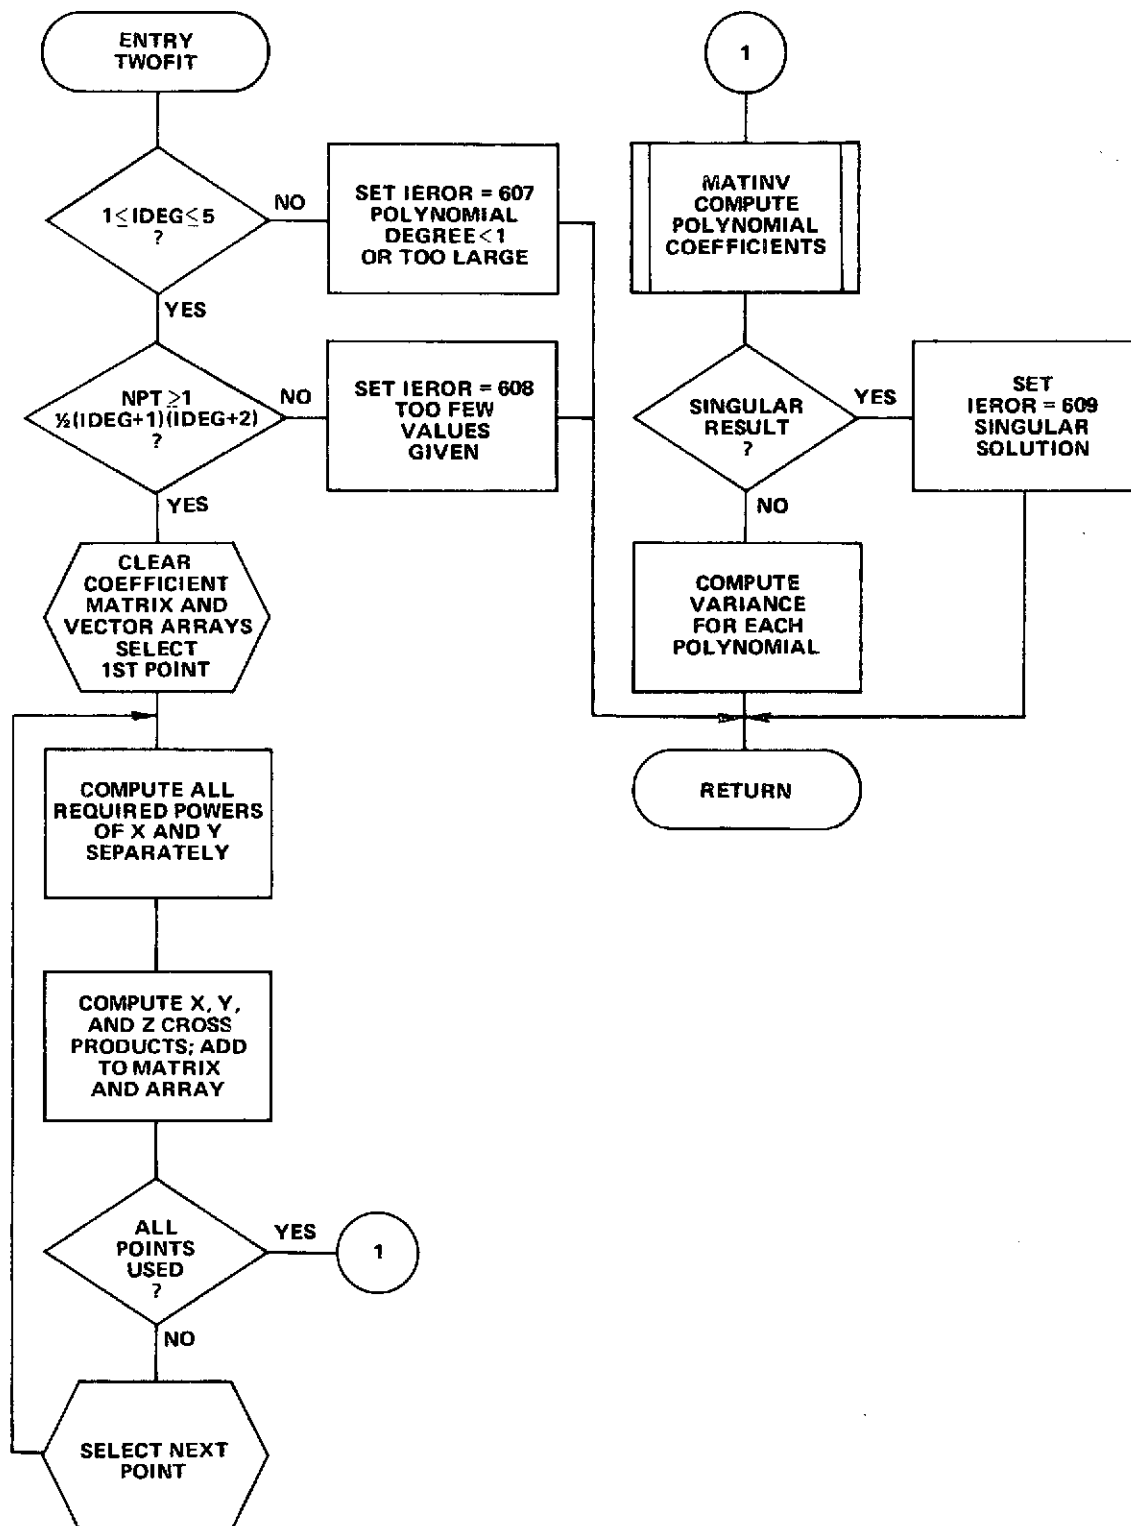 ENTRY
TWOFIT
1≤IDEG≤5
?
NO
SET IEROR = 607
POLYNOMIAL
DEGREE<1
OR TOO LARGE
YES
NPT ≥1
½(IDEG+1)(IDEG+2)
?
NO
SET IEROR = 608
TOO FEW
VALUES
GIVEN
YES
CLEAR
COEFFICIENT
MATRIX AND
VECTOR ARRAYS
SELECT
1ST POINT
COMPUTE ALL
REQUIRED POWERS
OF X AND Y
SEPARATELY
COMPUTE X, Y,
AND Z CROSS
PRODUCTS; ADD
TO MATRIX
AND ARRAY
ALL
POINTS
USED
?
YES
1
NO
SELECT NEXT
POINT
1
MATINV
COMPUTE
POLYNOMIAL
COEFFICIENTS
SINGULAR
RESULT
?
YES
SET
IEROR = 609
SINGULAR
SOLUTION
NO
COMPUTE
VARIANCE
FOR EACH
POLYNOMIAL
RETURN